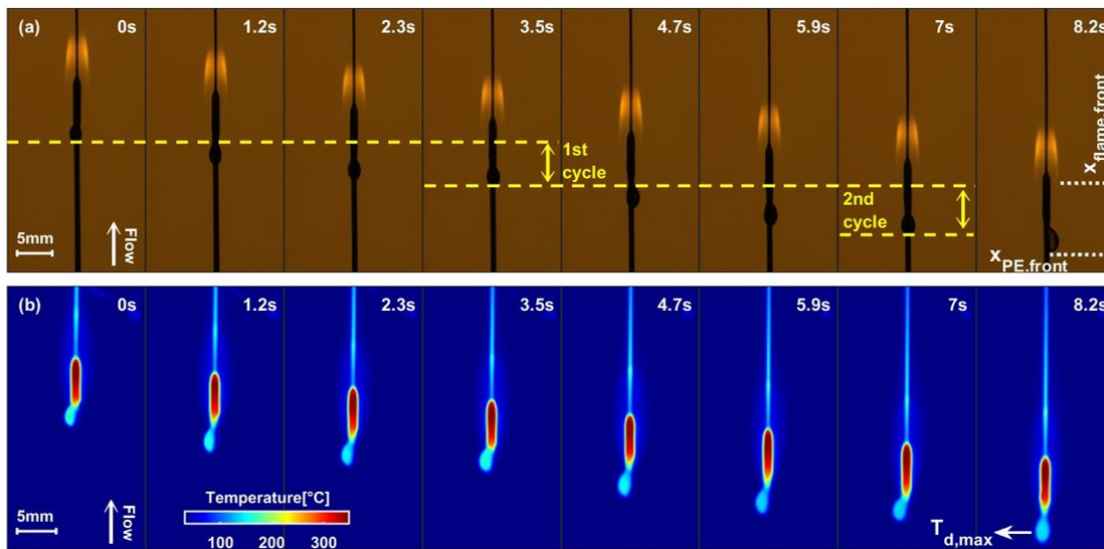 (a) 0s 1.2s 2.3s 3.5s 4.7s 5.9s 7s 8.2s
1st
cycle
2nd
cycle
x_flame.front
5mm
Flow
x_PE.front
(b) 0s 1.2s 2.3s 3.5s 4.7s 5.9s 7s 8.2s
Temperature[°C]
100 200 300
5mm
Flow
T_d,max